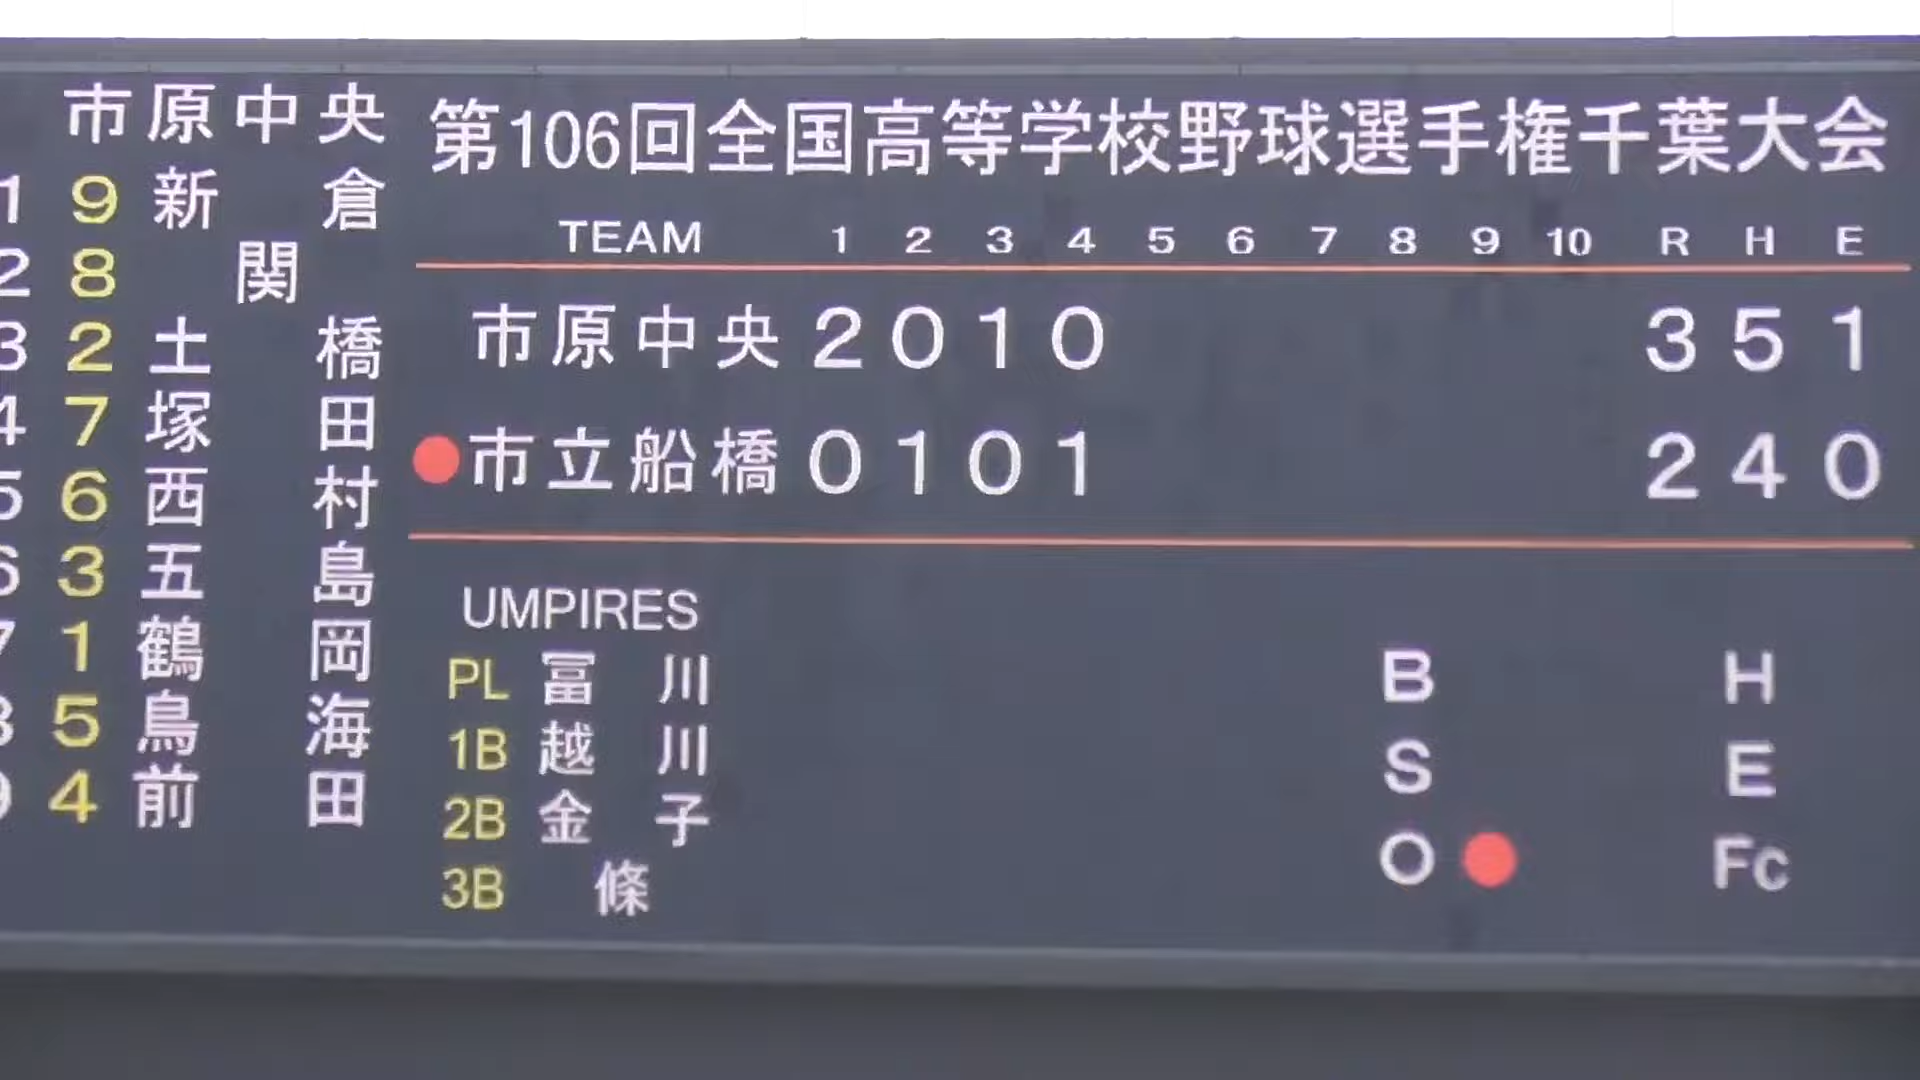 市原中央
1 9 新倉
2 8 関
3 2 土橋
4 7 塚田
5 6 西村
6 3 五島
7 1 鶴岡
8 5 鳥海
9 4 前田
第106回全国高等学校野球選手権千葉大会
TEAM 1 2 3 4 5 6 7 8 9 10 R H E
市原中央 2 0 1 0 3 5 1
市立船橋 0 1 0 1 2 4 0
UMPIRES
PL 冨川
1B 越川
2B 金子
3B 條
B H
S E
O Fc